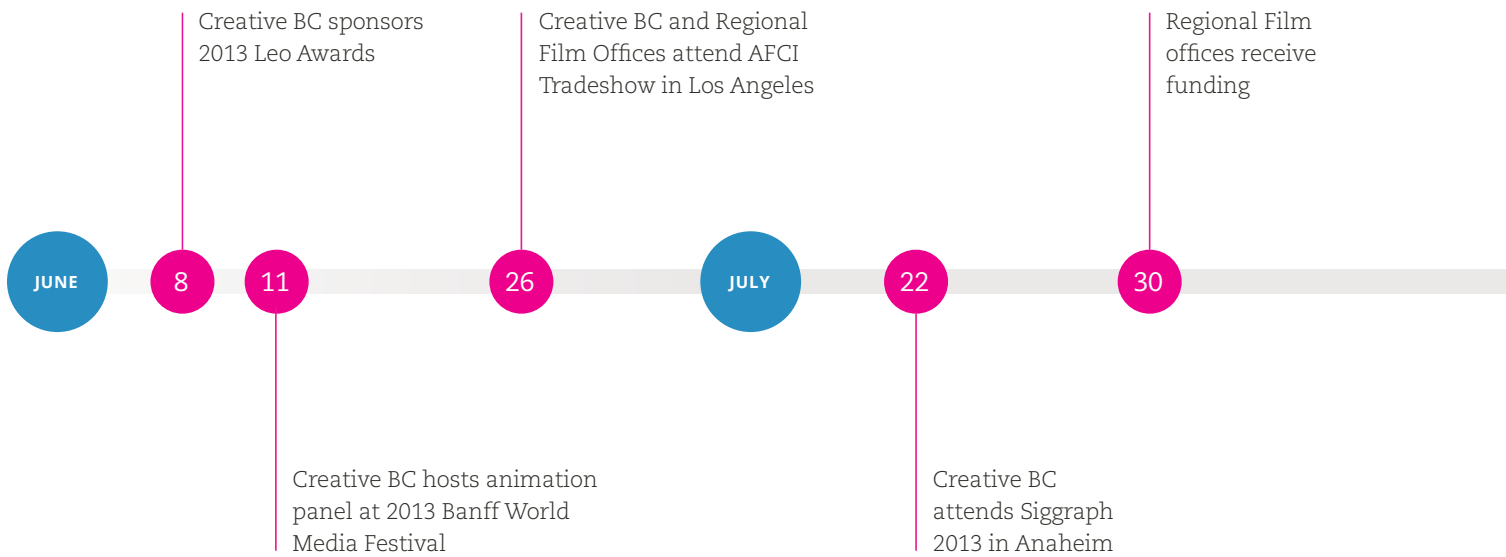 Creative BC sponsors
2013 Leo Awards
Creative BC and Regional
Film Offices attend AFCI
Tradeshow in Los Angeles
Regional Film
offices receive
funding
JUNE
8
11
26
JULY
22
30
Creative BC hosts animation
panel at 2013 Banff World
Media Festival
Creative BC
attends Siggraph
2013 in Anaheim